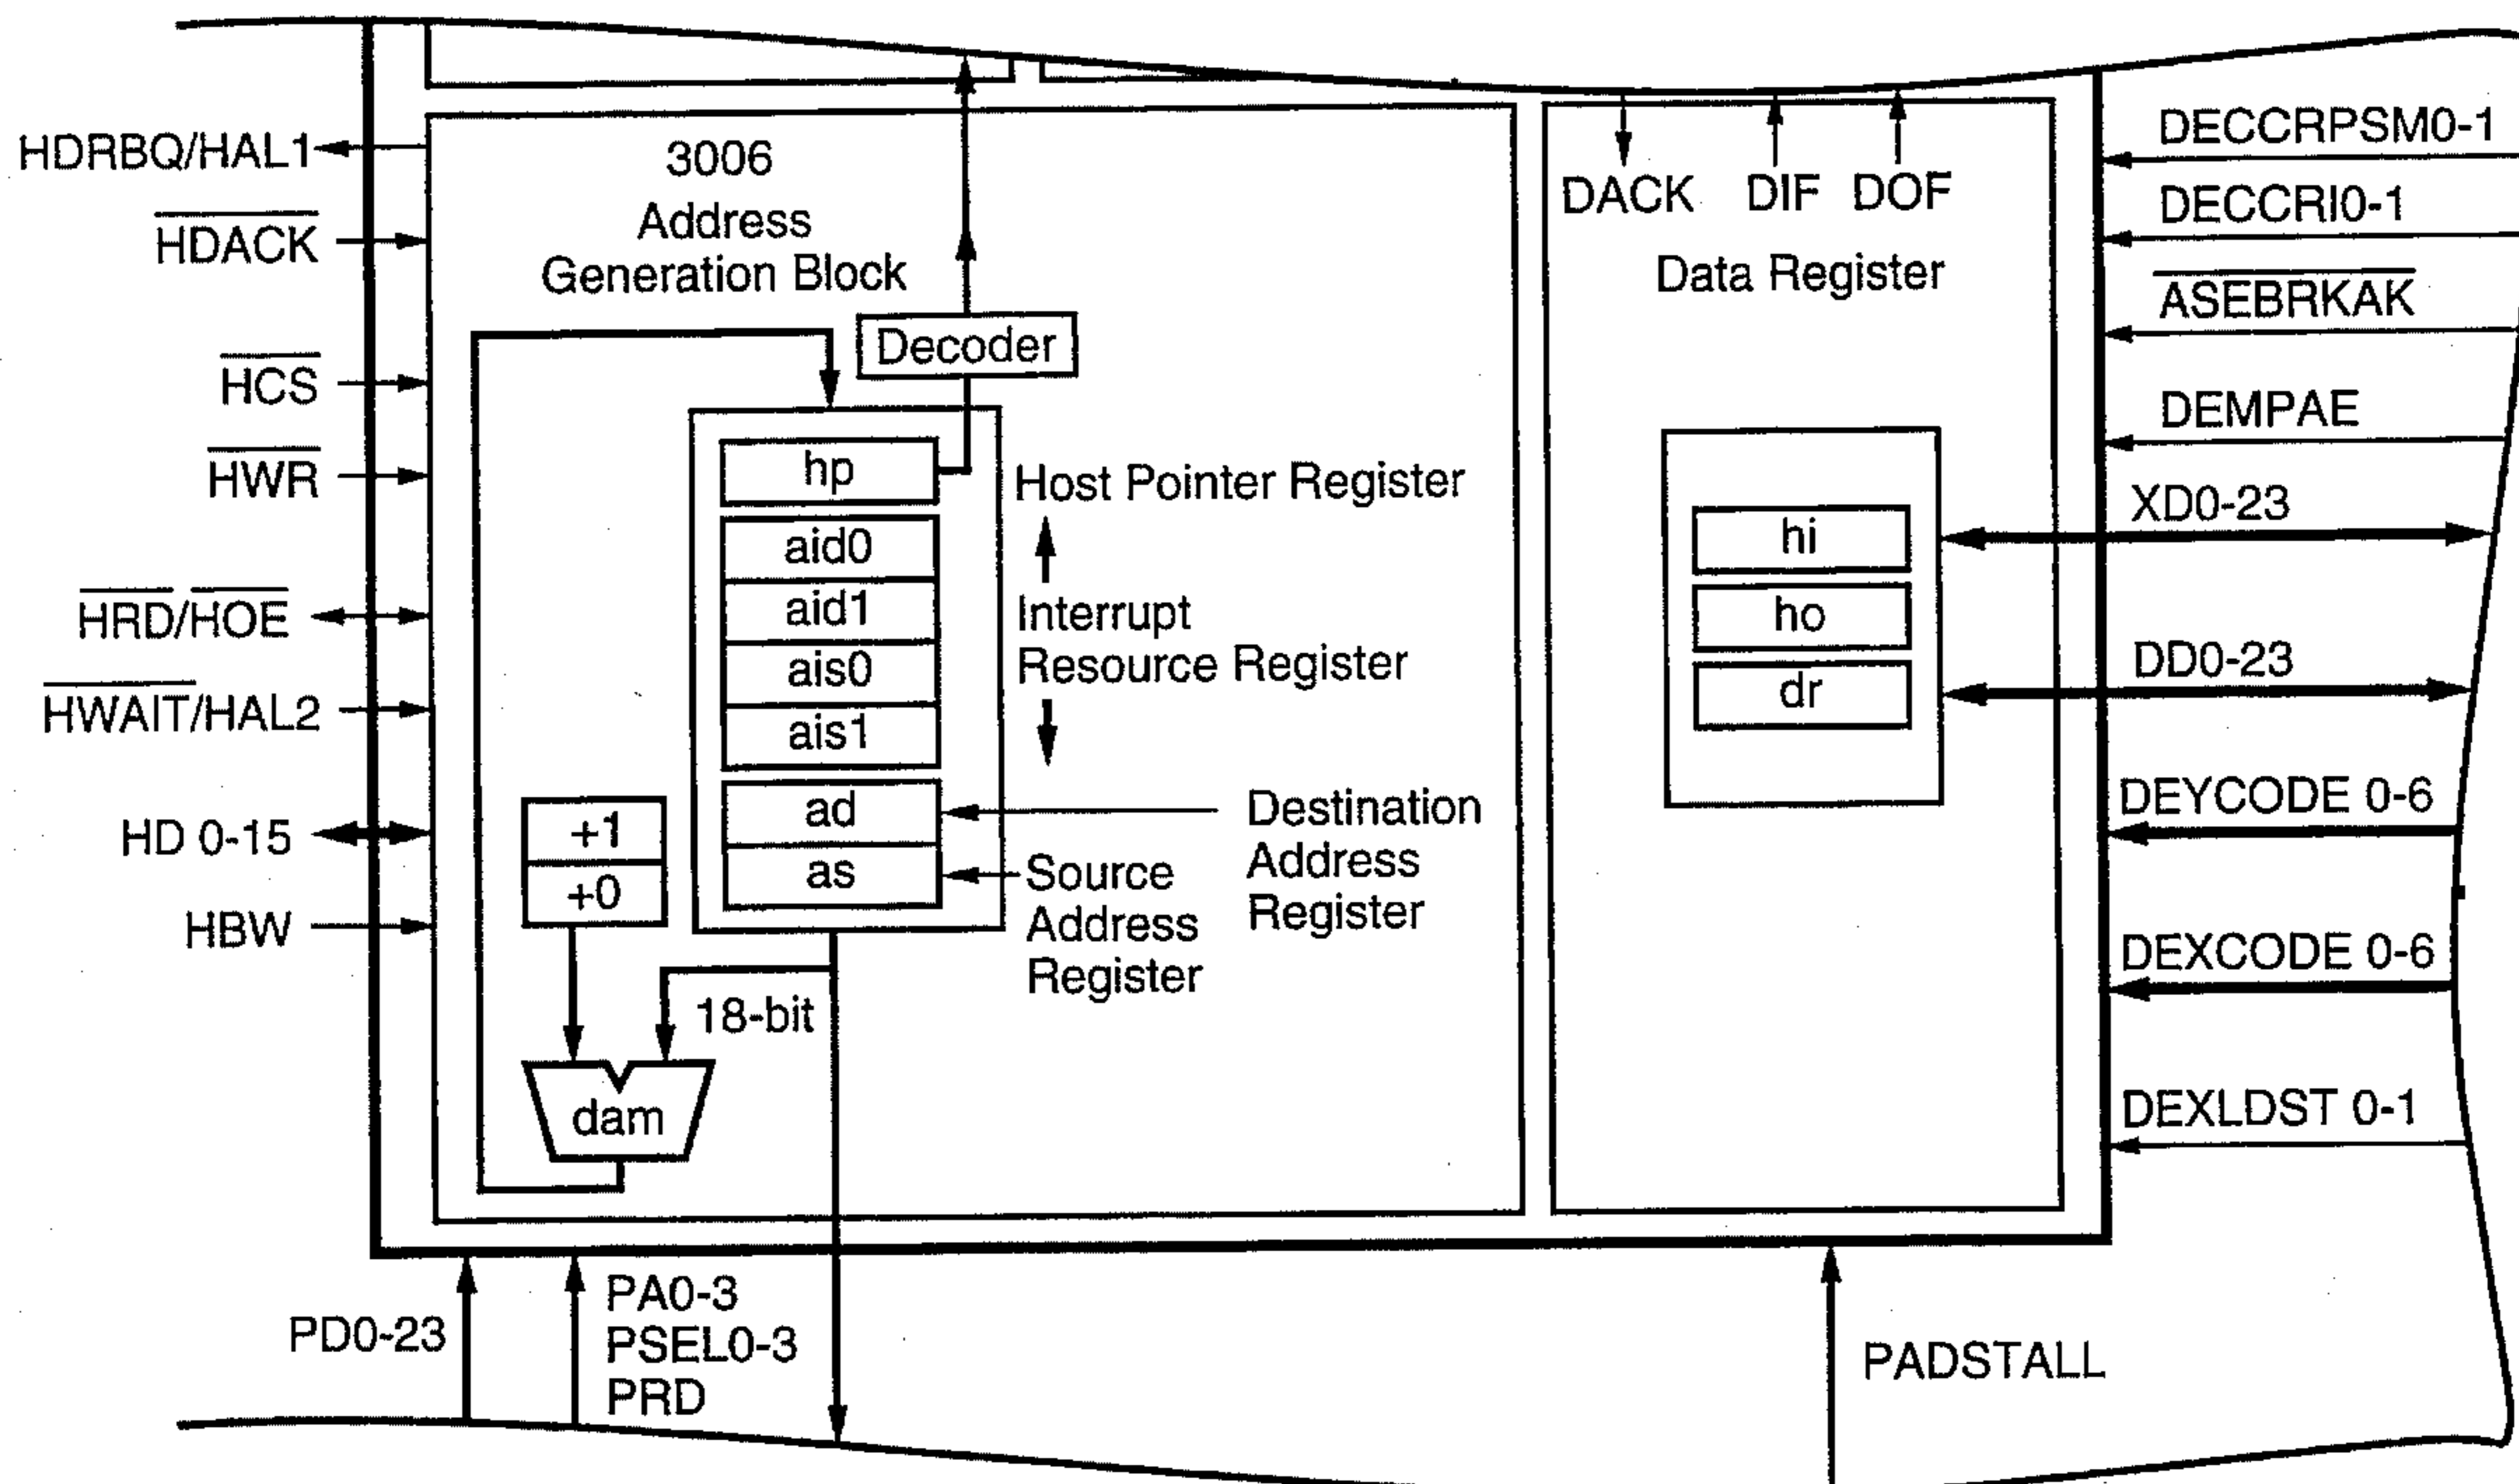 HDRBQ/HAL1
HDACK
HCS
HWR
HRD/HOE
HWAIT/HAL2
HD 0-15
HBW
3006
Address
Generation Block
Decoder
hp
Host Pointer Register
aid0
aid1
ais0
ais1
Interrupt
Resource Register
ad
as
Destination
Address
Register
Source
Address
Register
+1
+0
18-bit
dam
DACK
DIF
DOF
Data Register
hi
ho
dr
DECCRPSM0-1
DECCRI0-1
ASEBRKAK
DEMPAE
XD0-23
DD0-23
DEYCODE 0-6
DEXCODE 0-6
DEXLDST 0-1
PD0-23
PA0-3
PSEL0-3
PRD
PADSTALL